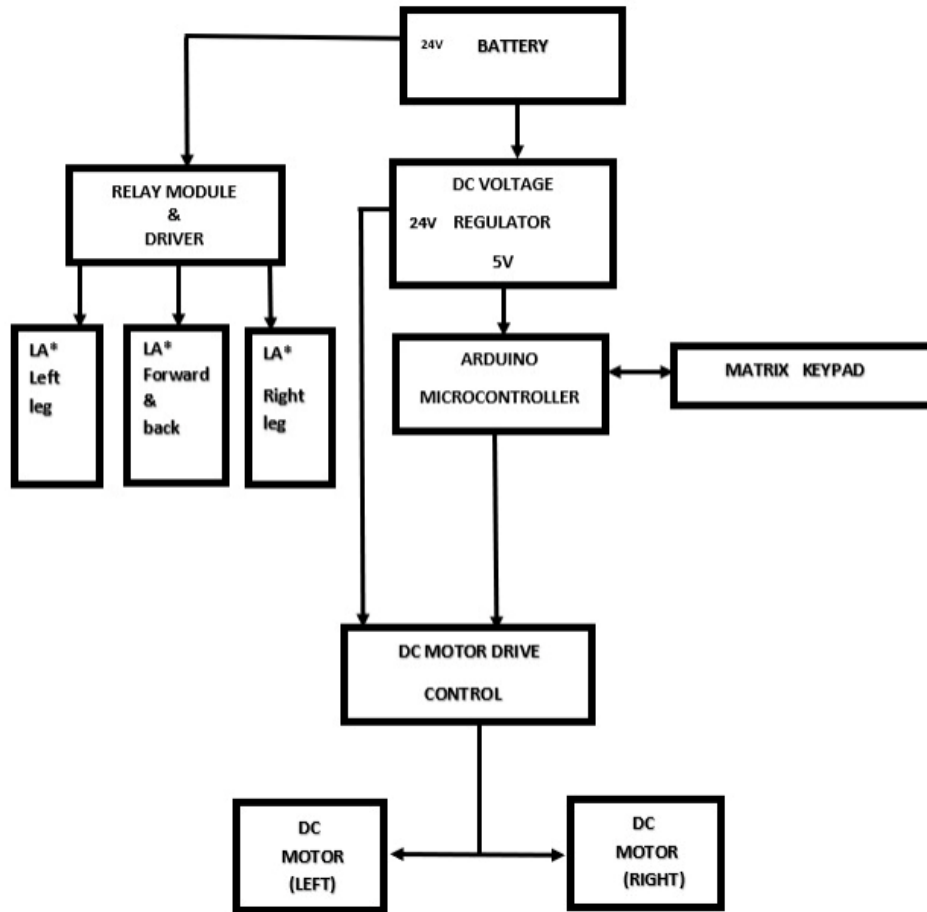 24V BATTERY
RELAY MODULE
&
DRIVER
DC VOLTAGE
24V REGULATOR
5V
LA*
Left
leg
LA*
Forward
&
back
LA*
Right
leg
ARDUINO
MICROCONTROLLER
MATRIX KEYPAD
DC MOTOR DRIVE
CONTROL
DC
MOTOR
(LEFT)
DC
MOTOR
(RIGHT)